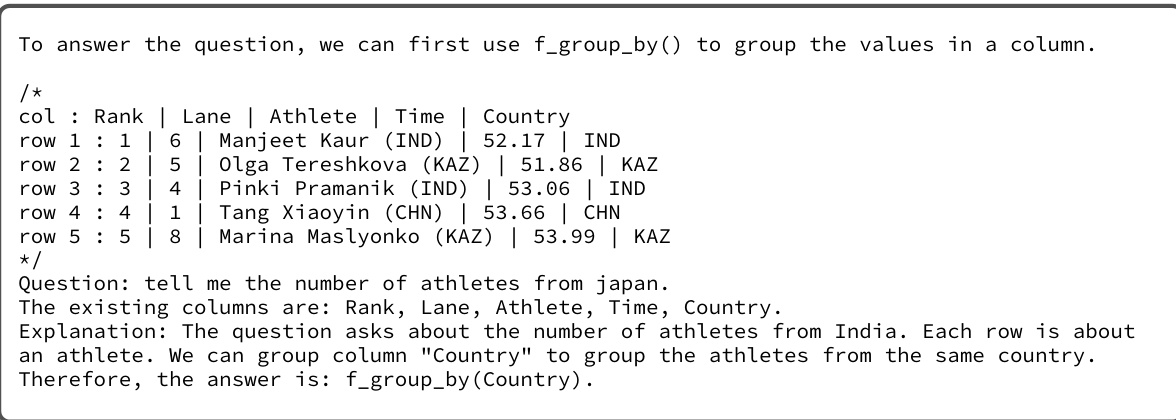 To answer the question, we can first use f_group_by() to group the values in a column.
/*
col : Rank | Lane | Athlete | Time | Country
row 1 : 1 | 6 | Manjeet Kaur (IND) | 52.17 | IND
row 2 : 2 | 5 | Olga Tereshkova (KAZ) | 51.86 | KAZ
row 3 : 3 | 4 | Pinki Pramanik (IND) | 53.06 | IND
row 4 : 4 | 1 | Tang Xiaoyin (CHN) | 53.66 | CHN
row 5 : 5 | 8 | Marina Maslyonko (KAZ) | 53.99 | KAZ
*/
Question: tell me the number of athletes from japan.
The existing columns are: Rank, Lane, Athlete, Time, Country.
Explanation: The question asks about the number of athletes from India. Each row is about
an athlete. We can group column "Country" to group the athletes from the same country.
Therefore, the answer is: f_group_by(Country).